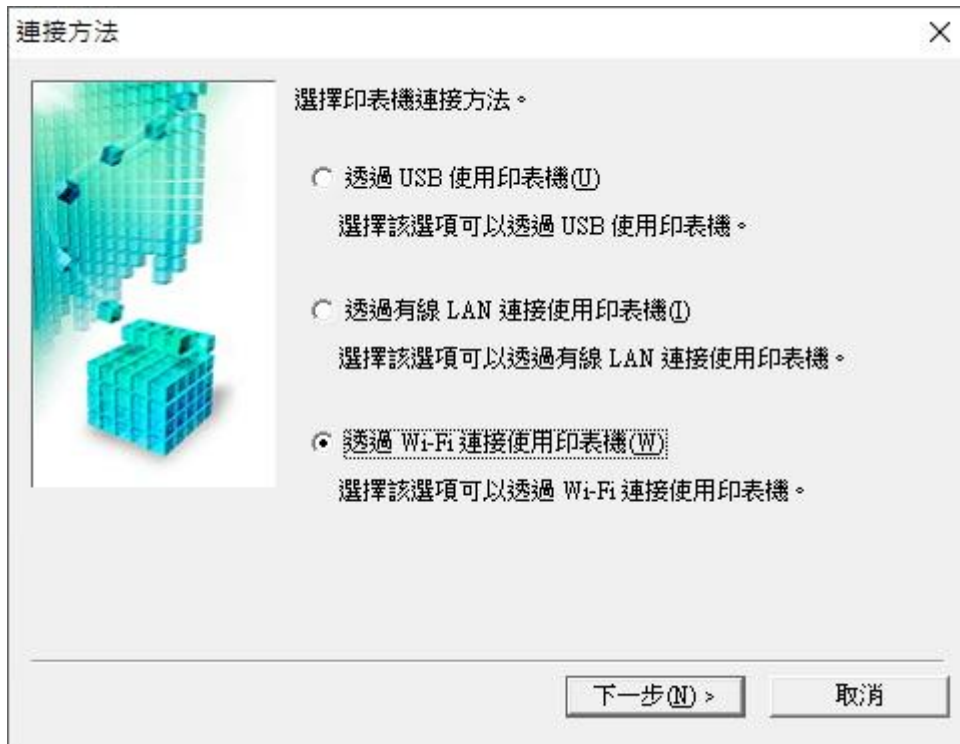 連接方法
選擇印表機連接方法。
透過 USB 使用印表機(U)
選擇該選項可以透過 USB 使用印表機。
透過有線 LAN 連接使用印表機(I)
選擇該選項可以透過有線 LAN 連接使用印表機。
透過 Wi-Fi 連接使用印表機(W)
選擇該選項可以透過 Wi-Fi 連接使用印表機。
下一步(N) >
取消